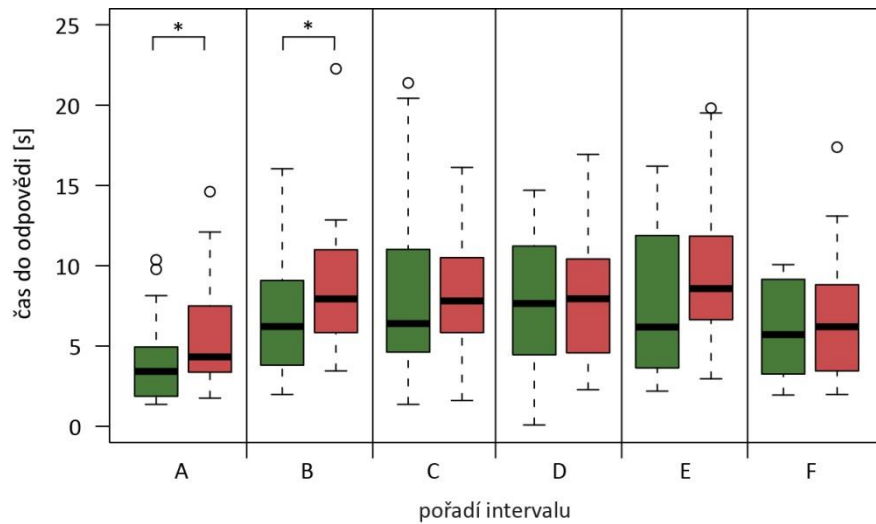 25
20
15
10
5
0
čas do odpovědi [s]
* *
A B C D E F
pořadí intervalu